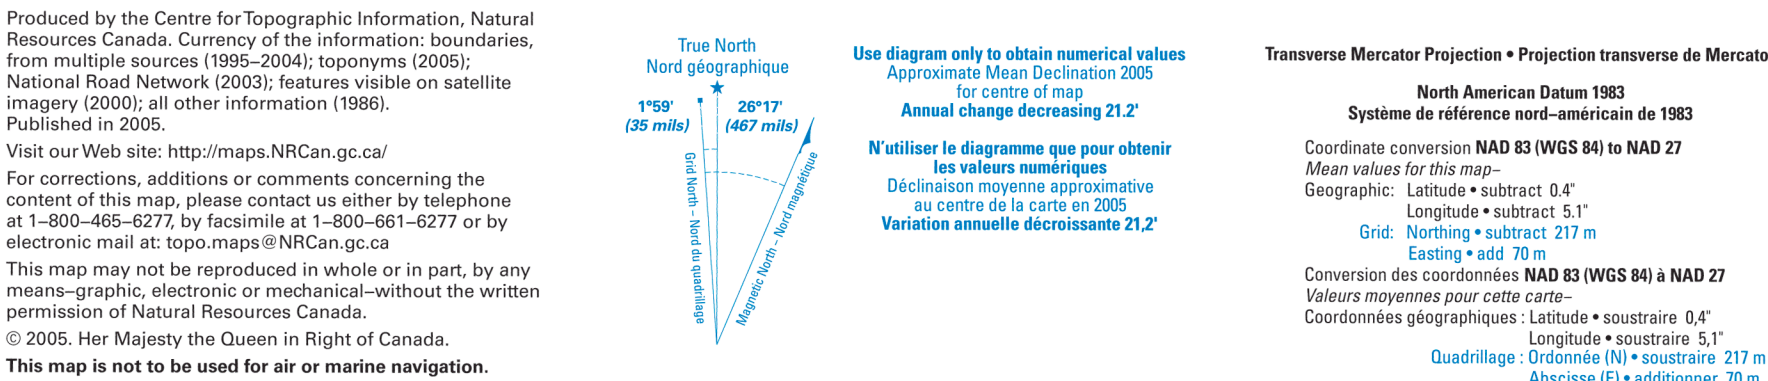 Produced by the Centre for Topographic Information, Natural
Resources Canada. Currency of the information: boundaries,
from multiple sources (1995–2004); toponyms (2005);
National Road Network (2003); features visible on satellite
imagery (2000); all other information (1986).
Published in 2005.
Visit our Web site: http://maps.NRCan.gc.ca/
For corrections, additions or comments concerning the
content of this map, please contact us either by telephone
at 1–800–465–6277, by facsimile at 1–800–661–6277 or by
electronic mail at: topo.maps@NRCan.gc.ca
This map may not be reproduced in whole or in part, by any
means–graphic, electronic or mechanical–without the written
permission of Natural Resources Canada.
© 2005. Her Majesty the Queen in Right of Canada.
This map is not to be used for air or marine navigation.
True North
Nord géographique
1°59'
(35 mils)
26°17'
(467 mils)
Grid North – Nord du quadrillage
Magnetic North – Nord magnétique
Use diagram only to obtain numerical values
Approximate Mean Declination 2005
for centre of map
Annual change decreasing 21.2'
N'utiliser le diagramme que pour obtenir
les valeurs numériques
Déclinaison moyenne approximative
au centre de la carte en 2005
Variation annuelle décroissante 21,2'
Transverse Mercator Projection • Projection transverse de Mercato
North American Datum 1983
Système de référence nord–américain de 1983
Coordinate conversion NAD 83 (WGS 84) to NAD 27
Mean values for this map–
Geographic: Latitude • subtract 0.4"
Longitude • subtract 5.1"
Grid: Northing • subtract 217 m
Easting • add 70 m
Conversion des coordonnées NAD 83 (WGS 84) à NAD 27
Valeurs moyennes pour cette carte–
Coordonnées géographiques : Latitude • soustraire 0,4"
Longitude • soustraire 5,1"
Quadrillage : Ordonnée (N) • soustraire 217 m
Abscisse (E) • additionner 70 m